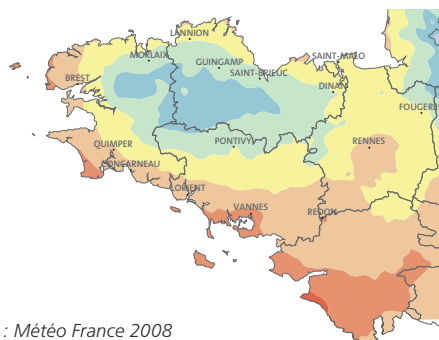 LANNION
MORLAIX
GUINGAMP
SAINT-MALO
BREST
SAINT-BRIEUC
DINAN
FOUGERES
QUIMPER
PONTIVY
RENNES
CONCARNEAU
LORIENT
VANNES
REDON
: Météo France 2008